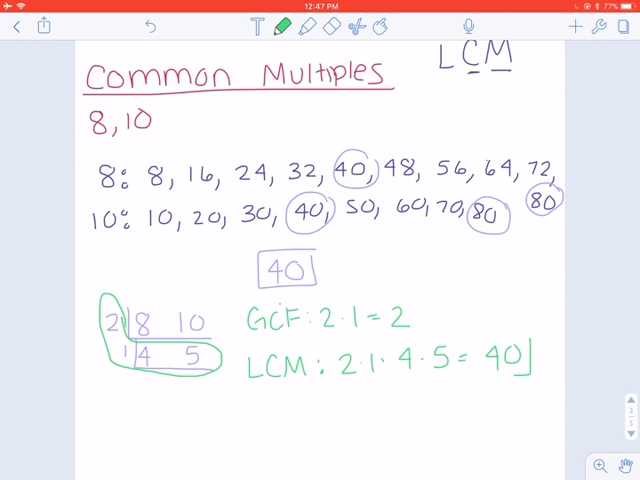 12:47 PM
77%
LCM
Common Multiples
8, 10
8: 8, 16, 24, 32, 40, 48, 56, 64, 72,
80
10: 10, 20, 30, 40, 50, 60, 70, 80
40
2 8 10
1 4 5
GCF: 2·1 = 2
LCM: 2·1·4·5 = 40
3
5